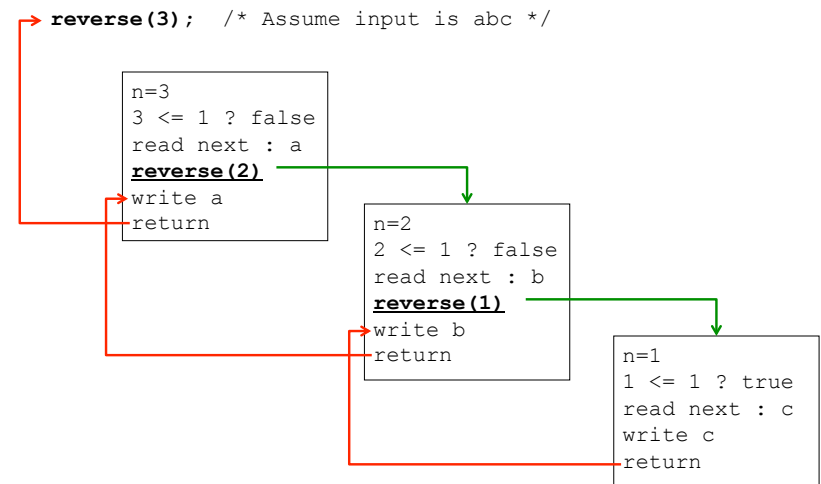 reverse(3);  /* Assume input is abc */
n=3
3 <= 1 ? false
read next : a
reverse(2)
write a
return
n=2
2 <= 1 ? false
read next : b
reverse(1)
write b
return
n=1
1 <= 1 ? true
read next : c
write c
return